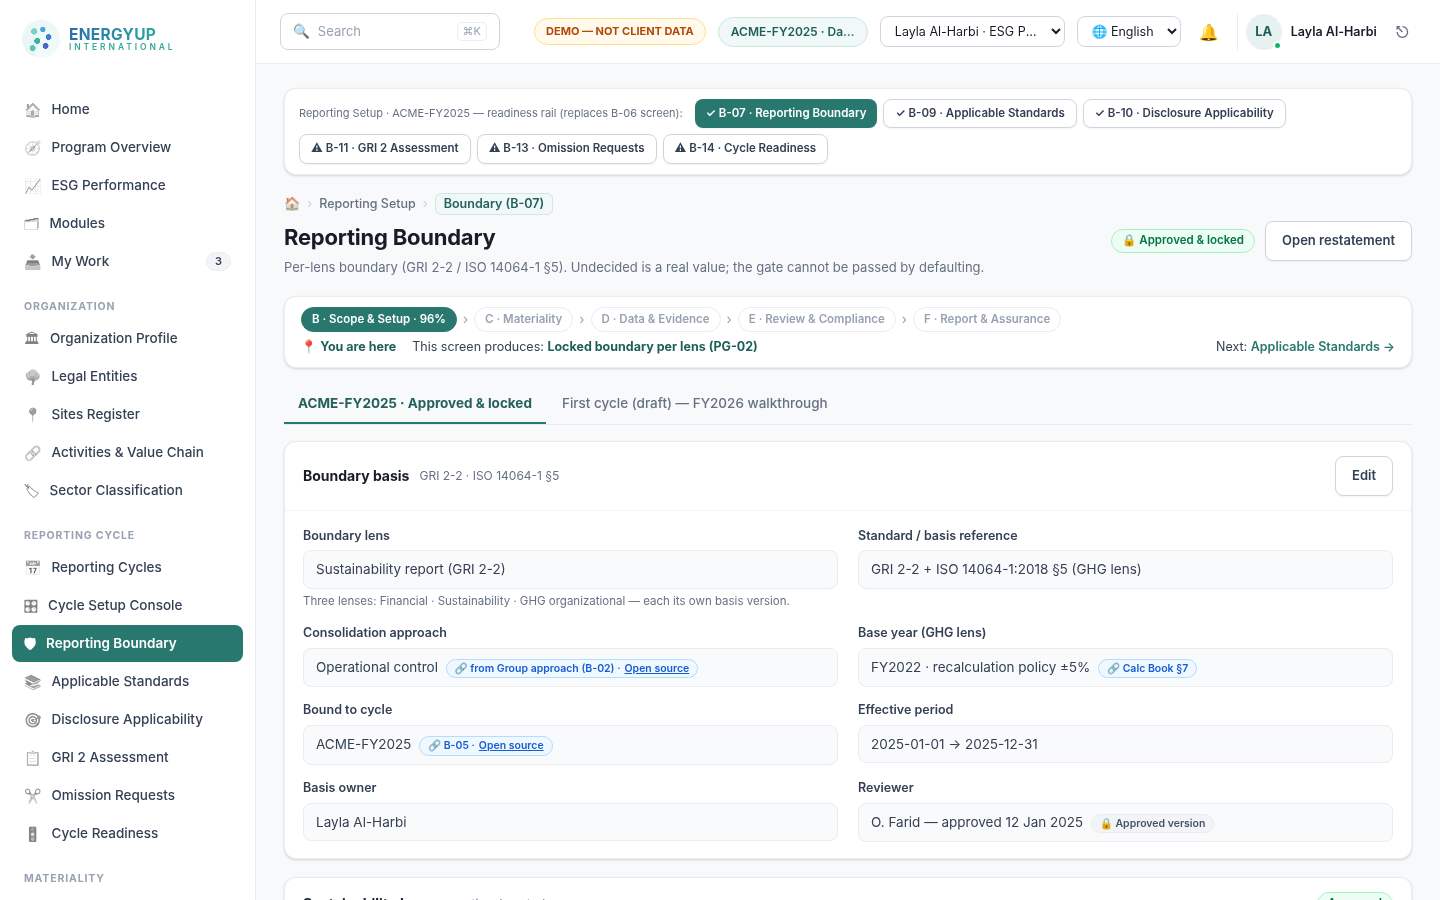 ENERGYUP
INTERNATIONAL
Search
⌘K
DEMO — NOT CLIENT DATA
ACME-FY2025 · Da...
Layla Al-Harbi · ESG P...
English
LA
Layla Al-Harbi
Home
Program Overview
ESG Performance
Modules
My Work
3
ORGANIZATION
Organization Profile
Legal Entities
Sites Register
Activities & Value Chain
Sector Classification
REPORTING CYCLE
Reporting Cycles
Cycle Setup Console
Reporting Boundary
Applicable Standards
Disclosure Applicability
GRI 2 Assessment
Omission Requests
Cycle Readiness
MATERIALITY
Reporting Setup · ACME-FY2025 — readiness rail (replaces B-06 screen):
✓ B-07 · Reporting Boundary
✓ B-09 · Applicable Standards
✓ B-10 · Disclosure Applicability
⚠ B-11 · GRI 2 Assessment
⚠ B-13 · Omission Requests
⚠ B-14 · Cycle Readiness
› Reporting Setup › Boundary (B-07)
Reporting Boundary
Approved & locked
Open restatement
Per-lens boundary (GRI 2-2 / ISO 14064-1 §5). Undecided is a real value; the gate cannot be passed by defaulting.
B · Scope & Setup · 96% › C · Materiality › D · Data & Evidence › E · Review & Compliance › F · Report & Assurance
You are here This screen produces: Locked boundary per lens (PG-02)
Next: Applicable Standards →
ACME-FY2025 · Approved & locked
First cycle (draft) — FY2026 walkthrough
Boundary basis GRI 2-2 · ISO 14064-1 §5
Edit
Boundary lens
Sustainability report (GRI 2-2)
Three lenses: Financial · Sustainability · GHG organizational — each its own basis version.
Standard / basis reference
GRI 2-2 + ISO 14064-1:2018 §5 (GHG lens)
Consolidation approach
Operational control from Group approach (B-02) · Open source
Base year (GHG lens)
FY2022 · recalculation policy ±5% Calc Book §7
Bound to cycle
ACME-FY2025 B-05 · Open source
Effective period
2025-01-01 → 2025-12-31
Basis owner
Layla Al-Harbi
Reviewer
O. Farid — approved 12 Jan 2025 Approved version